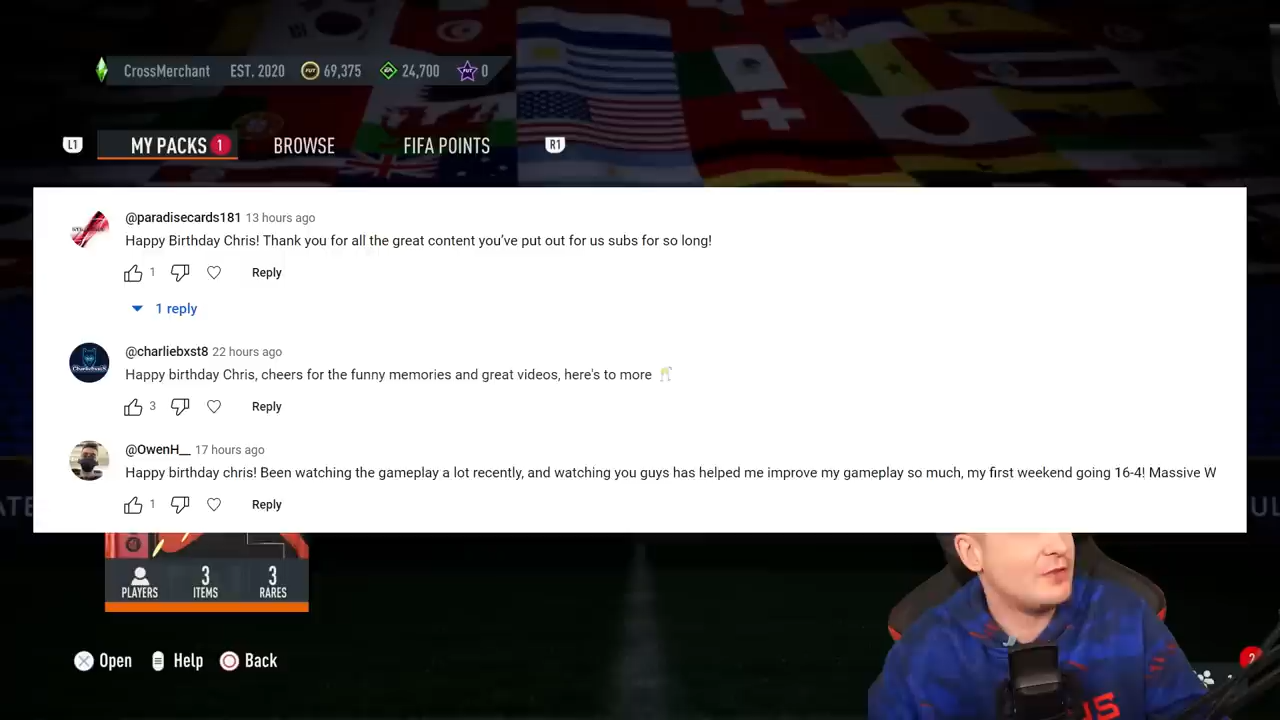 CrossMerchant EST. 2020 69,375 24,700 0
L1 MY PACKS 1 BROWSE FIFA POINTS R1
@paradisecards181 13 hours ago
Happy Birthday Chris! Thank you for all the great content you've put out for us subs for so long!
1 Reply
1 reply
@charliebxst8 22 hours ago
Happy birthday Chris, cheers for the funny memories and great videos, here's to more 🥂
3 Reply
@OwenH__ 17 hours ago
Happy birthday chris! Been watching the gameplay a lot recently, and watching you guys has helped me improve my gameplay so much, my first weekend going 16-4! Massive W
1 Reply
3 3
PLAYERS ITEMS RARES
Open Help Back
2